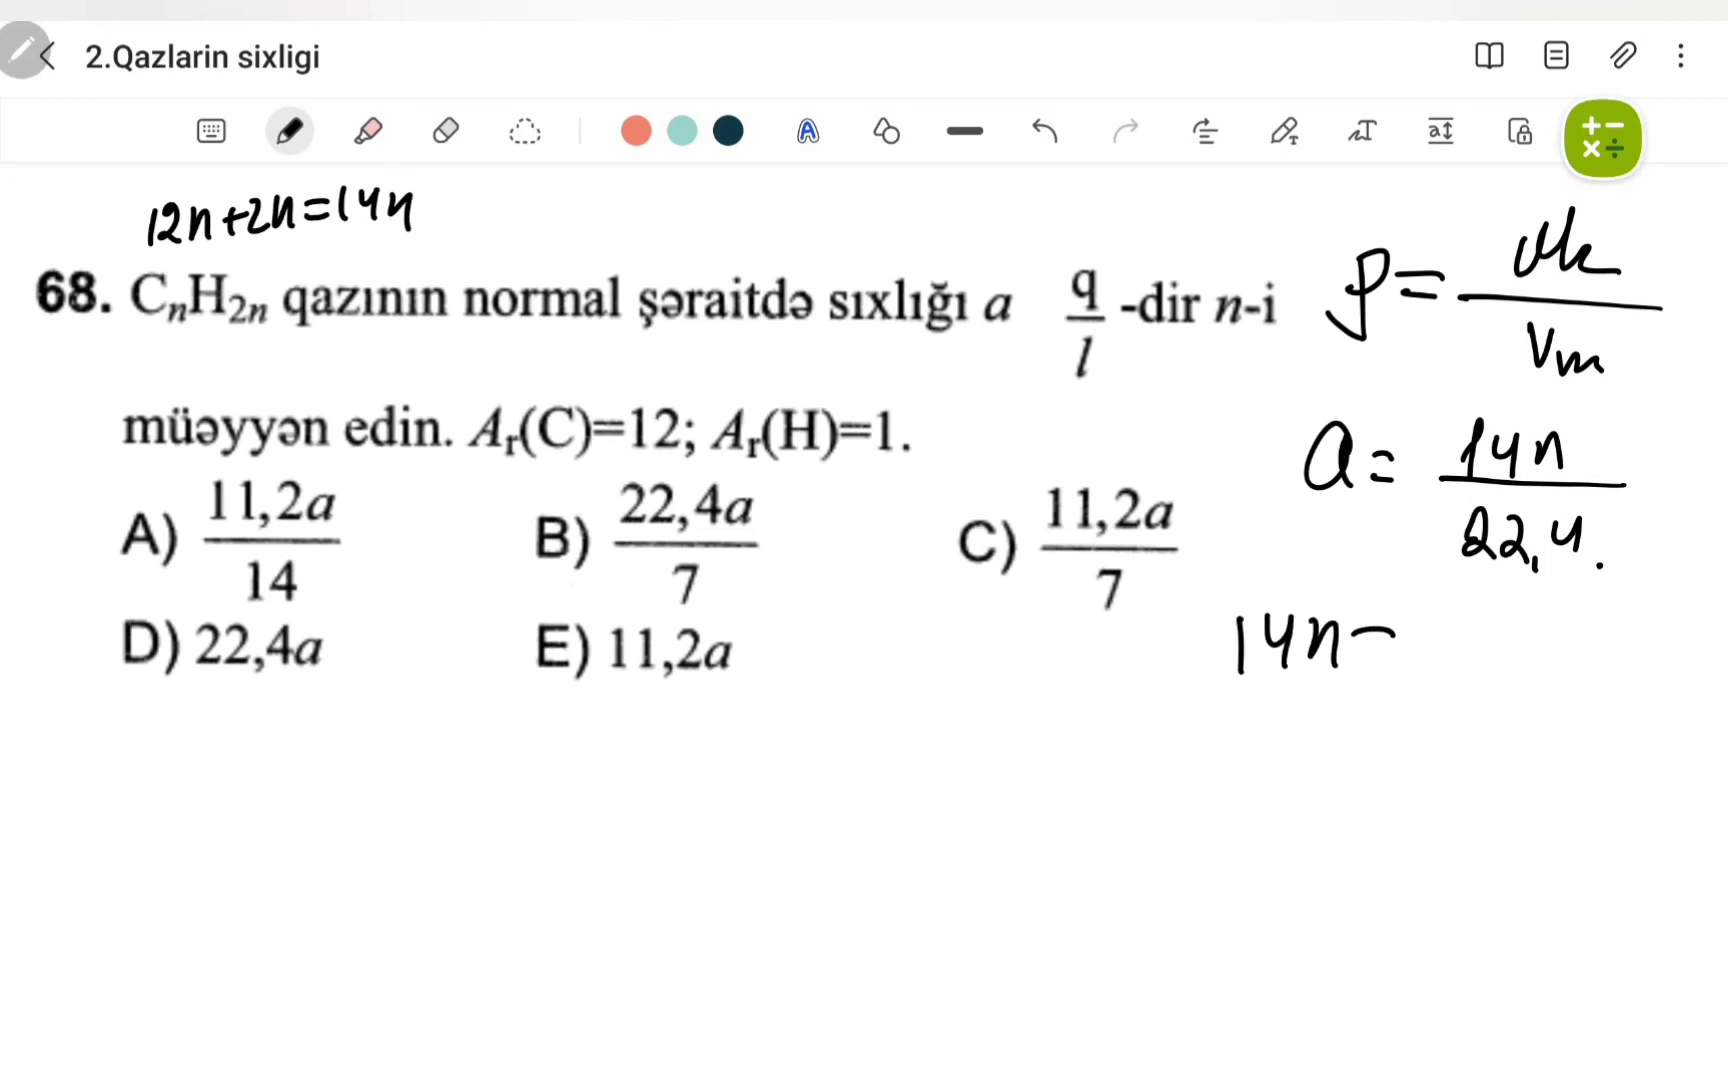 2.Qazlarin sixligi
12n+2n=14n
68. CnH2n qazının normal şəraitdə sıxlığı a q/l -dir n-i
müəyyən edin. Ar(C)=12; Ar(H)=1.
A) 11,2a/14 B) 22,4a/7 C) 11,2a/7
D) 22,4a E) 11,2a
ρ= Mr/Vm
a= 14n/22,4.
14n=